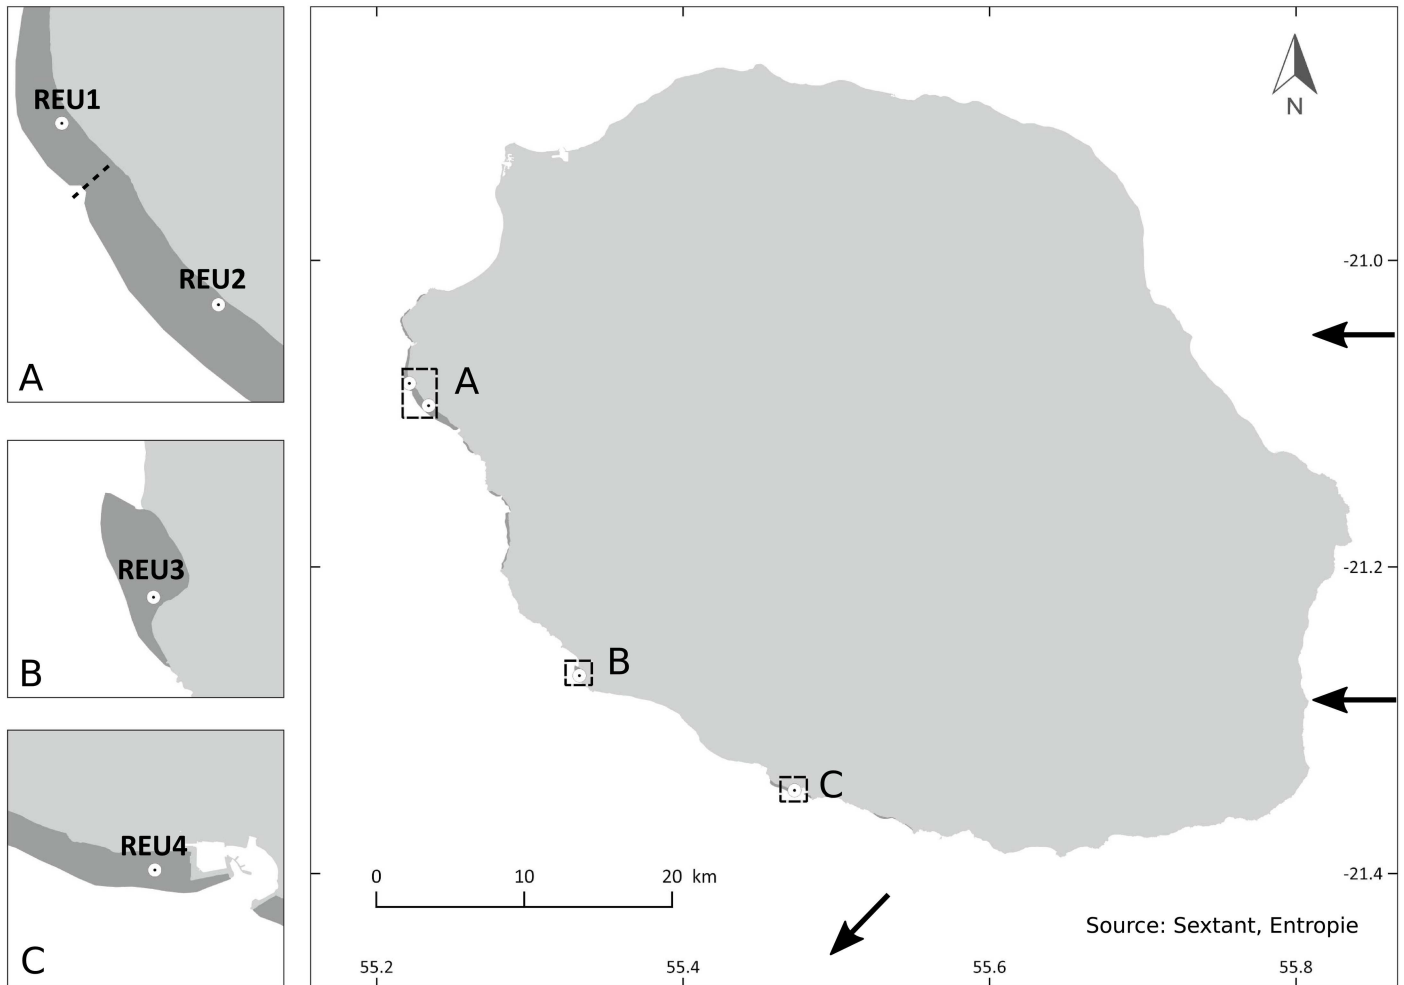 REU1
REU2
A
REU3
B
REU4
C
N
-21.0
A
-21.2
B
C
-21.4
0 10 20 km
Source: Sextant, Entropie
55.2 55.4 55.6 55.8